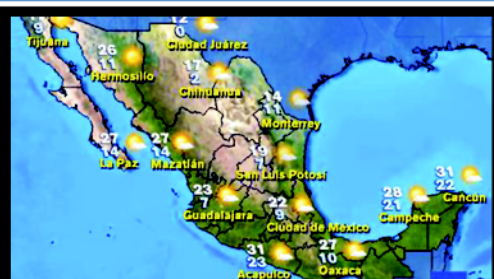 9
Tijuana
12
0
Ciudad Juárez
26
11
Hermosillo
17
2
Chihuahua
14
11
Monterrey
27
14
La Paz
27
14
Mazatlán
19
7
San Luis Potosí
23
7
Guadalajara
22
9
Ciudad de México
28
21
Campeche
31
22
Cancún
31
23
Acapulco
27
10
Oaxaca